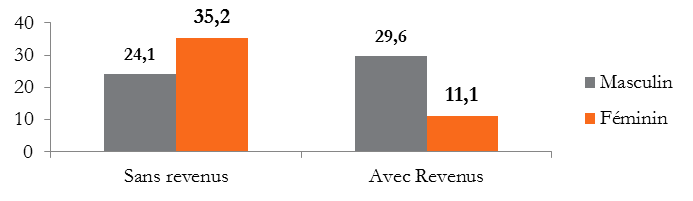 40
30
20
10
0
24,1
35,2
29,6
11,1
Sans revenus
Avec Revenus
Masculin
Féminin